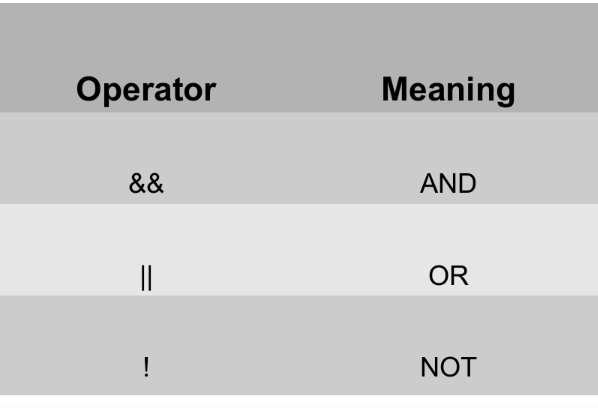 Operator Meaning
&& AND
|| OR
! NOT